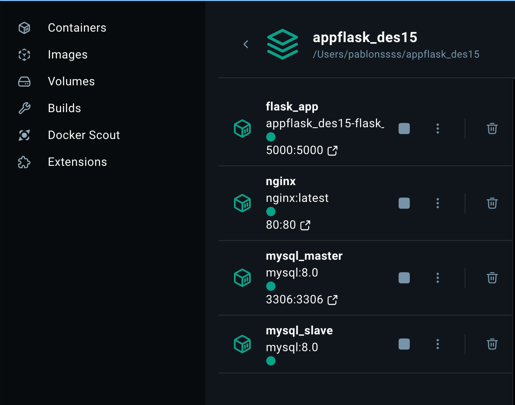 Containers
Images
Volumes
Builds
Docker Scout
Extensions
appflask_des15
/Users/pablonssss/appflask_des15
flask_app
appflask_des15-flask_
5000:5000
nginx
nginx:latest
80:80
mysql_master
mysql:8.0
3306:3306
mysql_slave
mysql:8.0